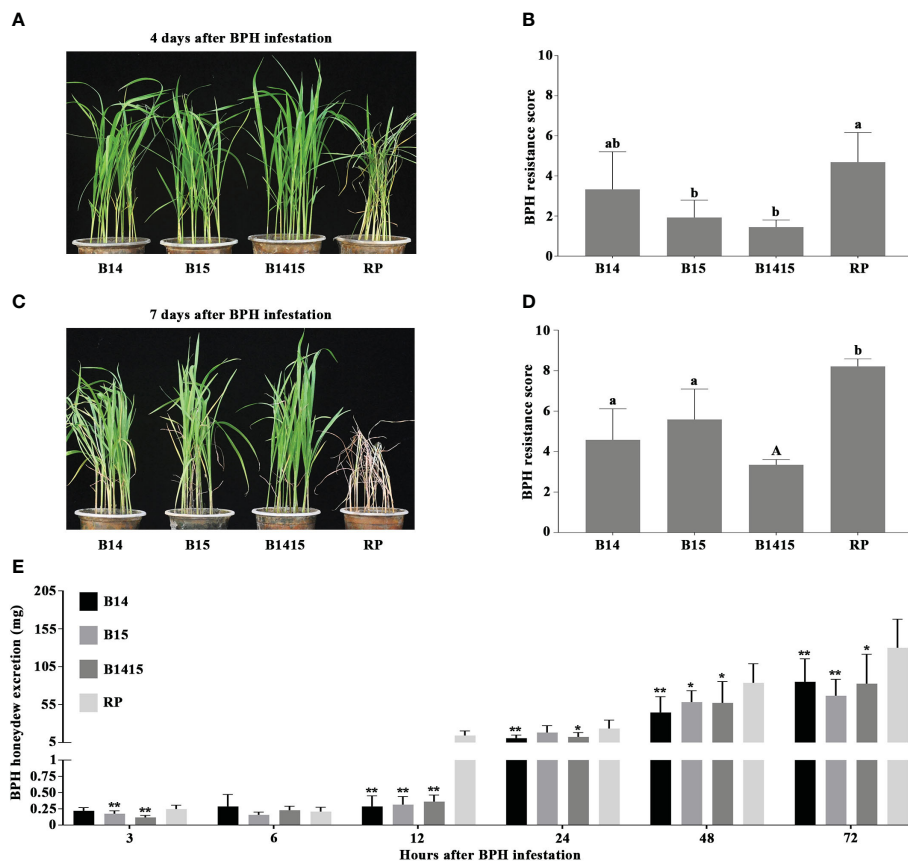 A
4 days after BPH infestation
B14 B15 B1415 RP
B
BPH resistance score
10
8
6
4
2
0
ab b b a
B14 B15 B1415 RP
C
7 days after BPH infestation
B14 B15 B1415 RP
D
BPH resistance score
10
8
6
4
2
0
a a A b
B14 B15 B1415 RP
E
BPH honeydew excretion (mg)
205
155
105
55
5
1
0.75
0.50
0.25
0.0
B14
B15
B1415
RP
** **
** ** **
** *
** * *
** ** *
3 6 12 24 48 72
Hours after BPH infestation